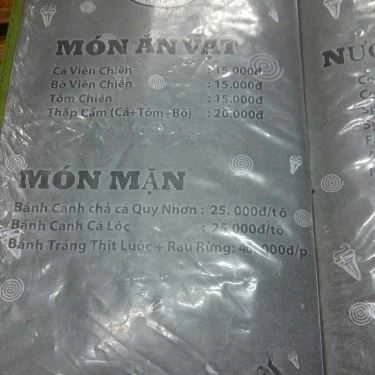 MÓN ĂN VẶT
Cá Viên Chiên : 15.000đ
Bò Viên Chiên : 15.000đ
Tôm Chiên : 15.000đ
Thập Cẩm (Cá+Tôm+Bò) : 20.000đ
MÓN MẶN
Bánh Canh chả cá Quy Nhơn : 25. 000đ/tô
Bánh Canh Cá Lóc : 25.000đ/tô
Bánh Tráng Thịt Luộc + Rau Rừng: 000đ/p